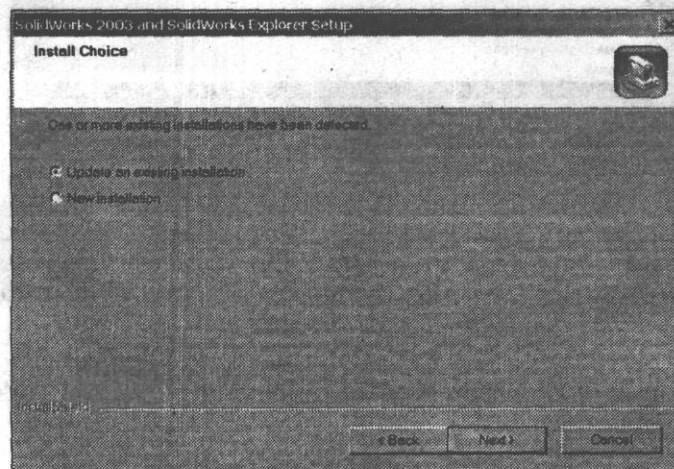 SolidWorks 2003 and SolidWorks Explorer Setup
Install Choice
One or more existing installations have been detected.
Update an existing installation
New installation
InstallShield
< Back Next > Cancel